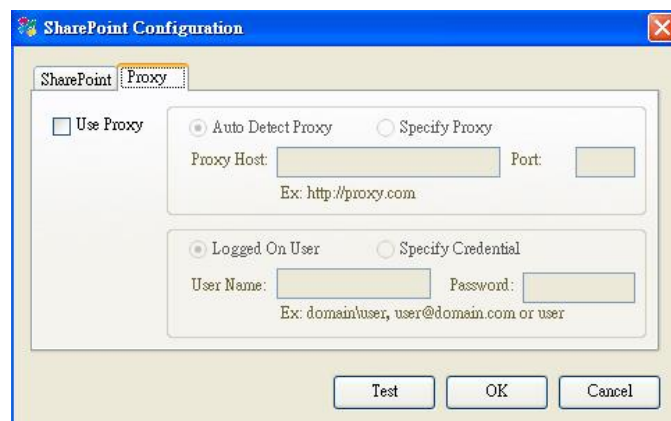 SharePoint Configuration
SharePoint Proxy
Use Proxy
Auto Detect Proxy Specify Proxy
Proxy Host: Port:
Ex: http://proxy.com
Logged On User Specify Credential
User Name: Password:
Ex: domain\user, user@domain.com or user
Test OK Cancel